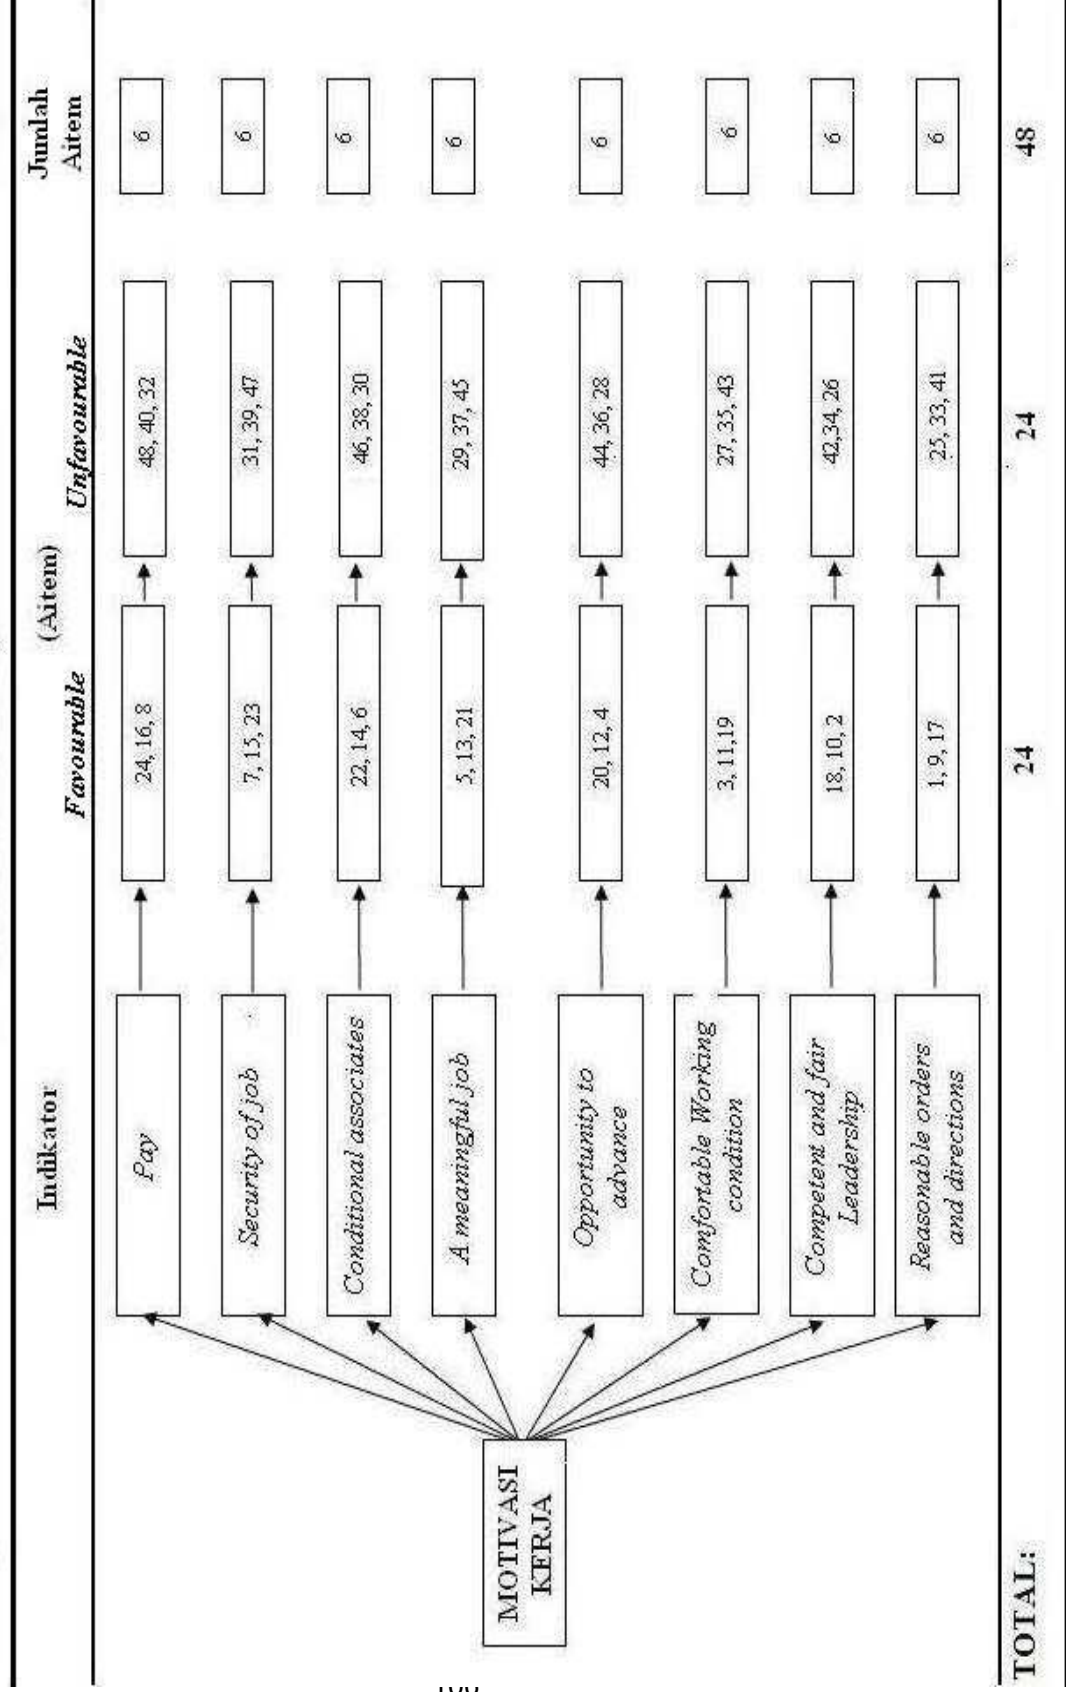 Indikator
(Aitem)
Jumlah
Aitem
Favourable
Unfavourable
MOTIVASI
KERJA
Pay
24, 16, 8
48, 40, 32
6
Security of job
7, 15, 23
31, 39, 47
6
Conditional associates
22, 14, 6
46, 38, 30
6
A meaningful job
5, 13, 21
29, 37, 45
6
Opportunity to
advance
20, 12, 4
44, 36, 28
6
Comfortable Working
condition
3, 11,19
27, 35, 43
6
Competent and fair
Leadership
18, 10, 2
42,34, 26
6
Reasonable orders
and directions
1, 9, 17
25, 33, 41
6
TOTAL:
24
24
48